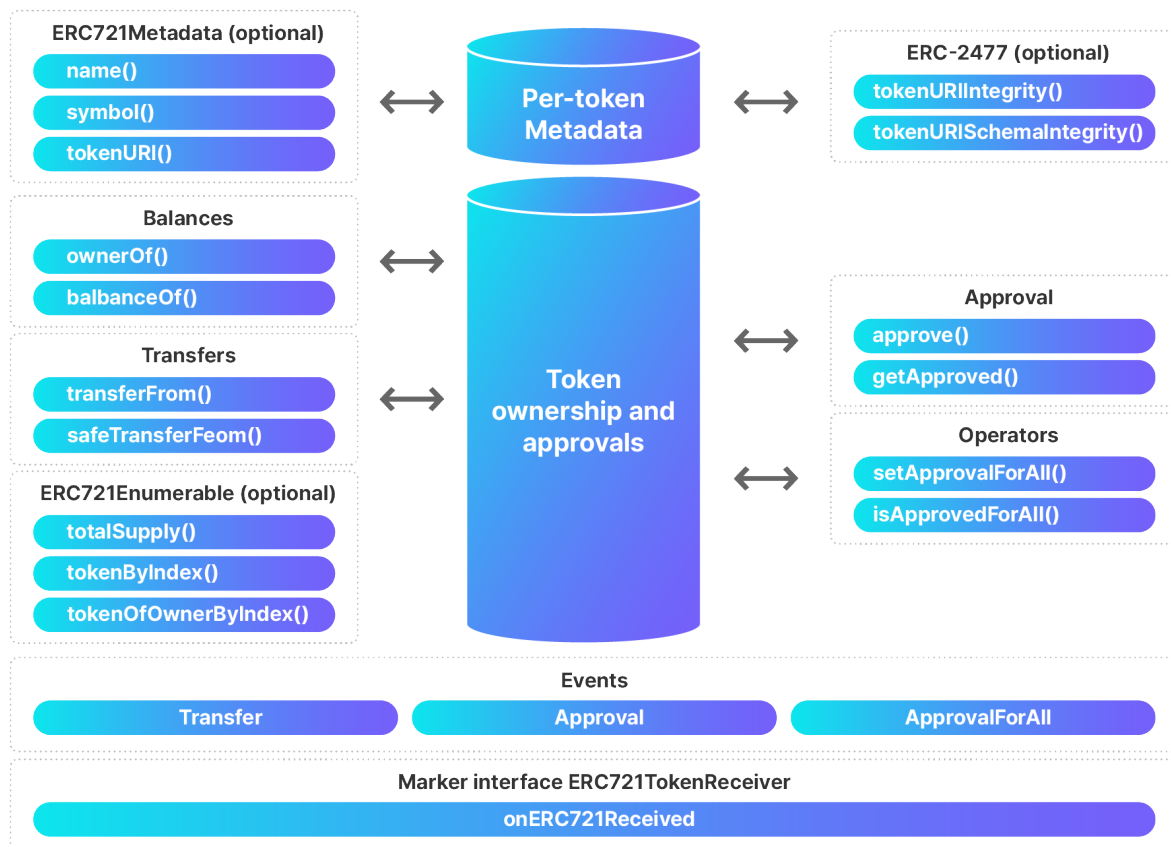 ERC721Metadata (optional)
name()
symbol()
tokenURI()
Per-token
Metadata
ERC-2477 (optional)
tokenURIIntegrity()
tokenURISchemaIntegrity()
Balances
ownerOf()
balbanceOf()
Transfers
transferFrom()
safeTransferFeom()
ERC721Enumerable (optional)
totalSupply()
tokenByIndex()
tokenOfOwnerByIndex()
Token
ownership and
approvals
Approval
approve()
getApproved()
Operators
setApprovalForAll()
isApprovedForAll()
Events
Transfer
Approval
ApprovalForAll
Marker interface ERC721TokenReceiver
onERC721Received